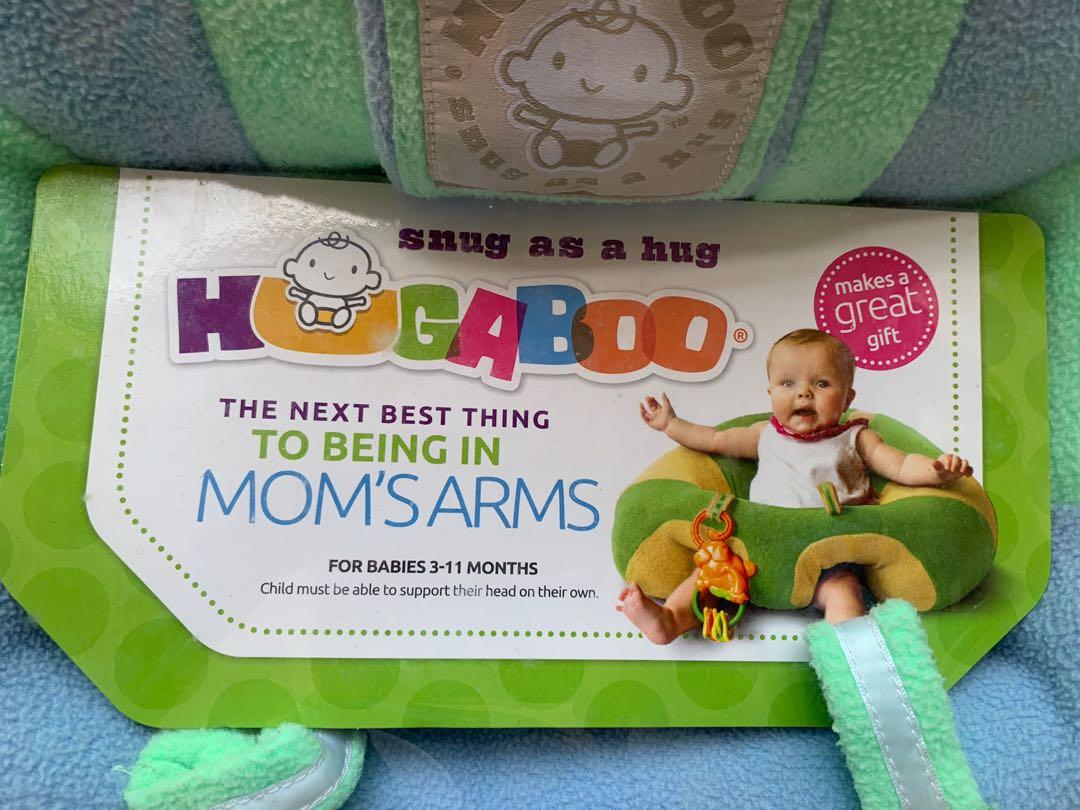 snug as a hug
HUGABOO®
makes a
great
gift
THE NEXT BEST THING
TO BEING IN
MOM'S ARMS
FOR BABIES 3-11 MONTHS
Child must be able to support their head on their own.